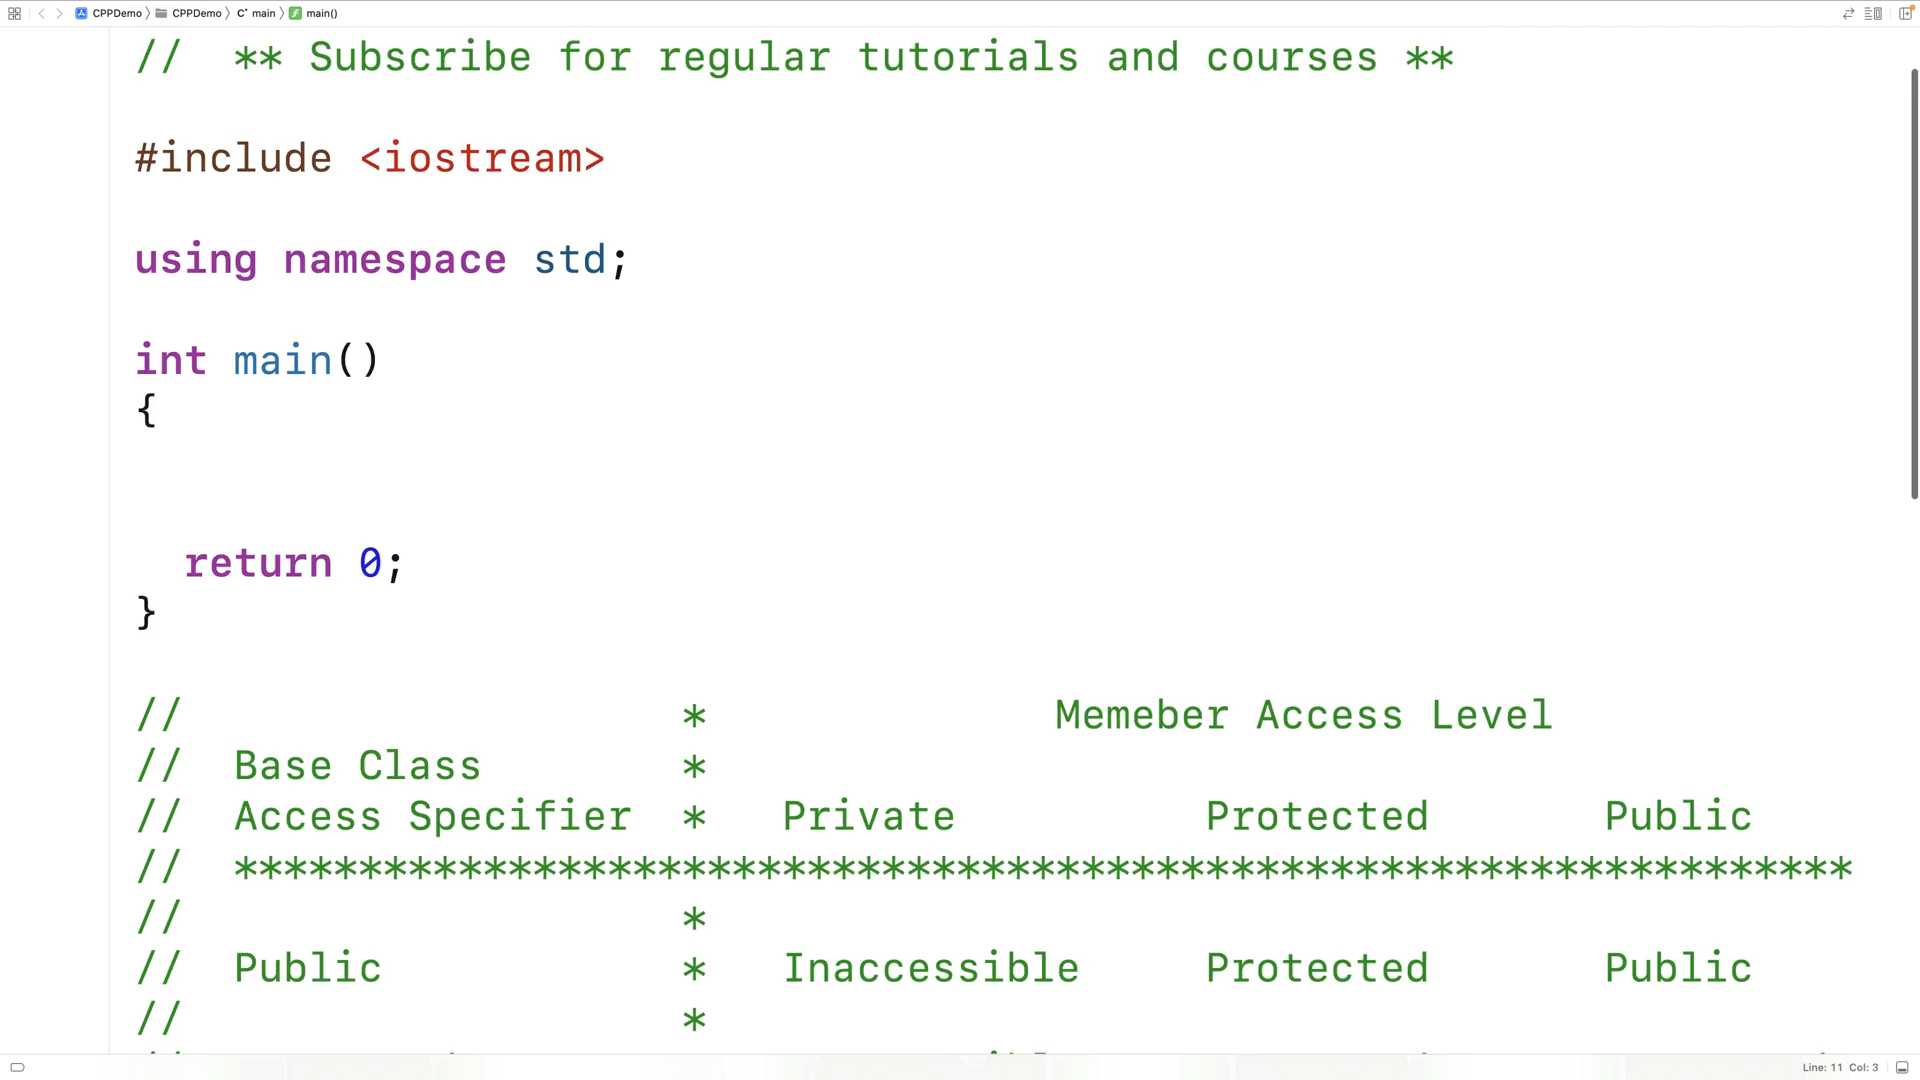 CPPDemo 〉 CPPDemo 〉 C⁺ main 〉 f main()
//  ** Subscribe for regular tutorials and courses **
#include <iostream>
using namespace std;
int main()
{
return 0;
}
// * Memeber Access Level
// Base Class *
// Access Specifier * Private Protected Public
// *****************************************************************
// *
// Public * Inaccessible Protected Public
// *
Line: 11 Col: 3